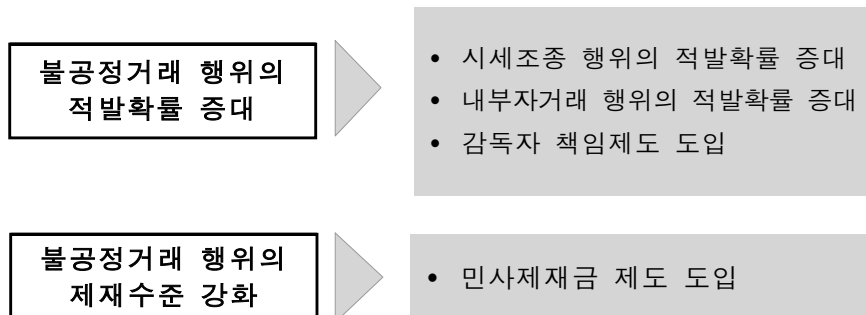 불공정거래 행위의
적발확률 증대
• 시세조종 행위의 적발확률 증대
• 내부자거래 행위의 적발확률 증대
• 감독자 책임제도 도입
불공정거래 행위의
제재수준 강화
• 민사제재금 제도 도입